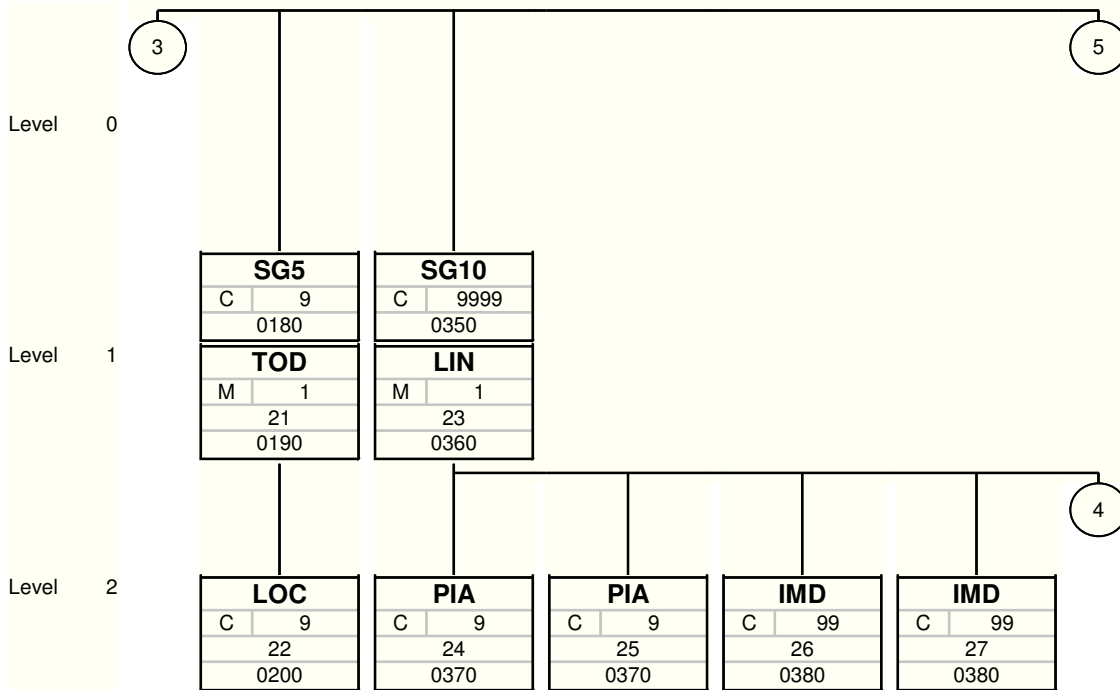 3 5
Level 0
SG5 SG10
C 9 C 9999
0180 0350
Level 1
TOD LIN
M 1 M 1
21 23
0190 0360
4
Level 2
LOC PIA PIA IMD IMD
C 9 C 9 C 9 C 99 C 99
22 24 25 26 27
0200 0370 0370 0380 0380